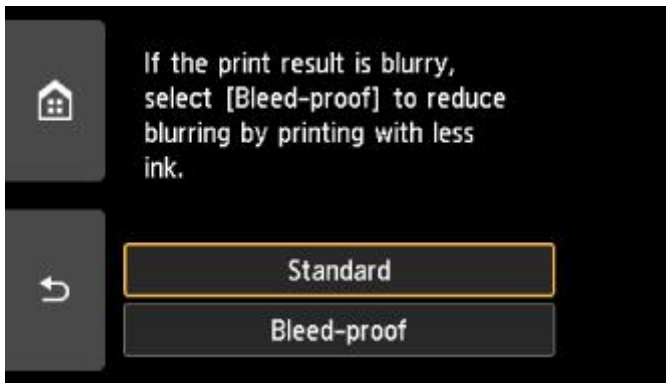 If the print result is blurry,
select [Bleed-proof] to reduce
blurring by printing with less
ink.
Standard
Bleed-proof